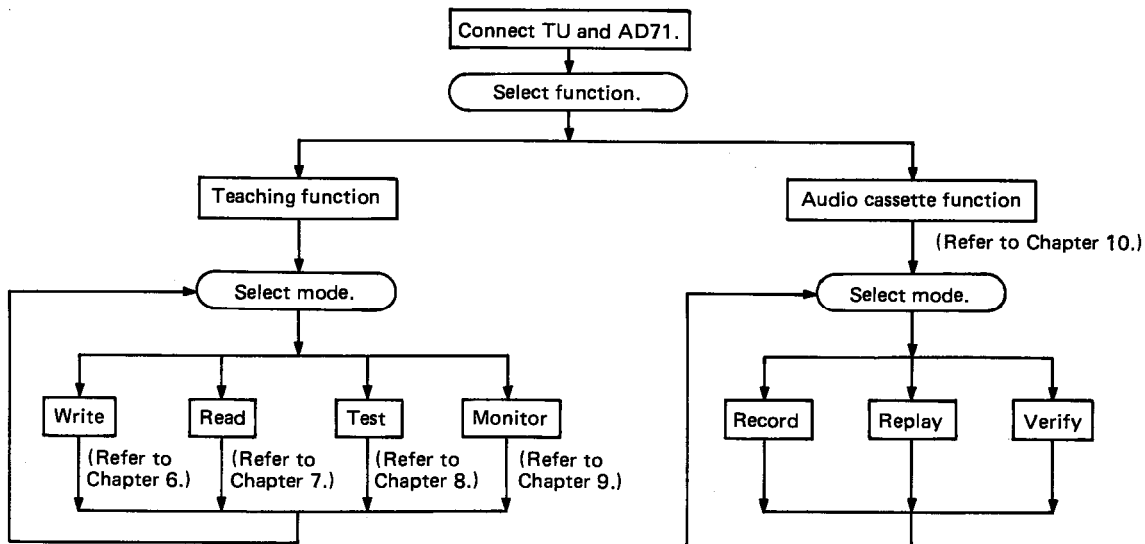 Connect TU and AD71.
Select function.
Teaching function
Audio cassette function
(Refer to Chapter 10.)
Select mode.
Select mode.
Write
Read
Test
Monitor
Record
Replay
Verify
(Refer to
Chapter 6.)
(Refer to
Chapter 7.)
(Refer to
Chapter 8.)
(Refer to
Chapter 9.)